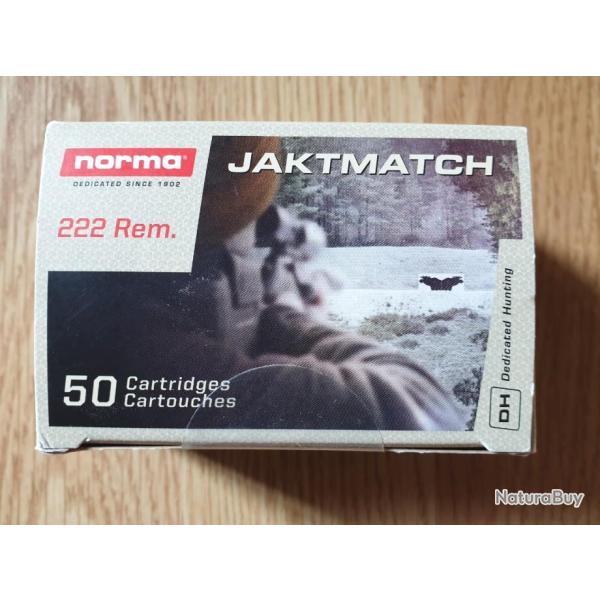 norma
DEDICATED SINCE 1902
JAKTMATCH
222 Rem.
50 Cartridges
Cartouches
DH Dedicated Hunting
NaturaBuy